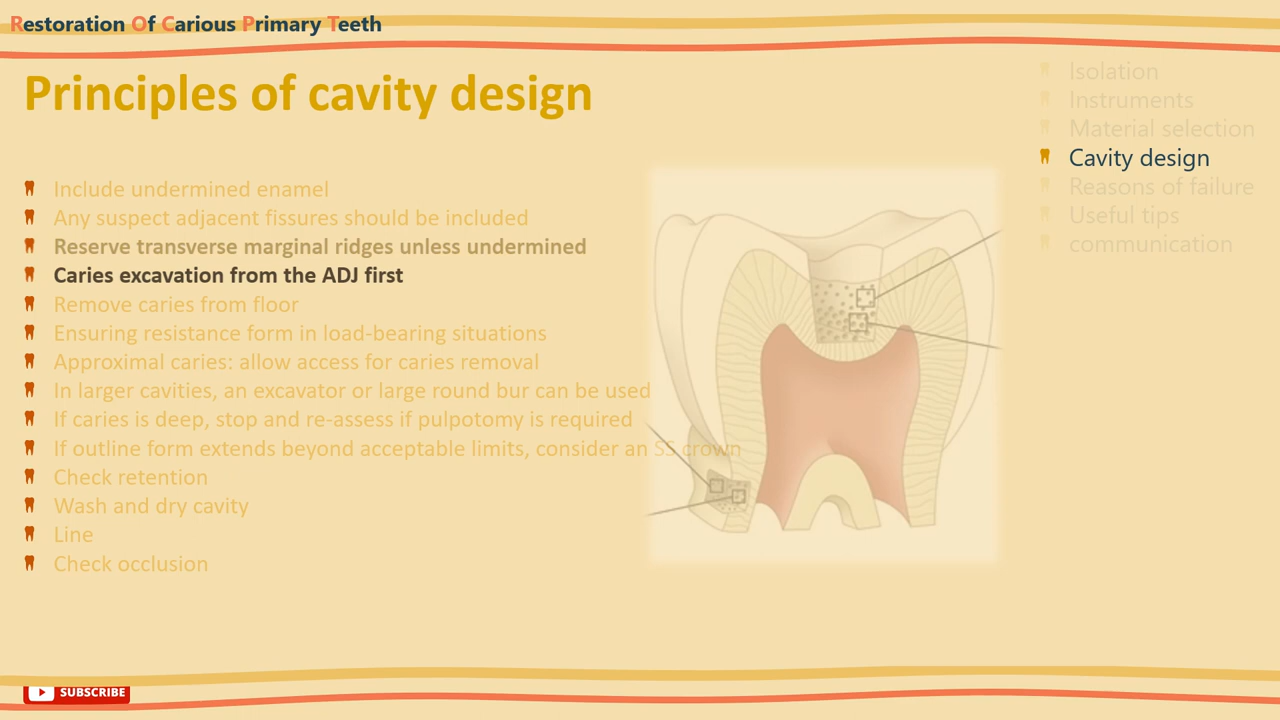 Restoration Of Carious Primary Teeth
Principles of cavity design
Include undermined enamel
Any suspect adjacent fissures should be included
Reserve transverse marginal ridges unless undermined
Caries excavation from the ADJ first
Remove caries from floor
Ensuring resistance form in load-bearing situations
Approximal caries: allow access for caries removal
In larger cavities, an excavator or large round bur can be used
If caries is deep, stop and re-assess if pulpotomy is required
If outline form extends beyond acceptable limits, consider an SS crown
Check retention
Wash and dry cavity
Line
Check occlusion
Isolation
Instruments
Material selection
Cavity design
Reasons of failure
Useful tips
communication
SUBSCRIBE